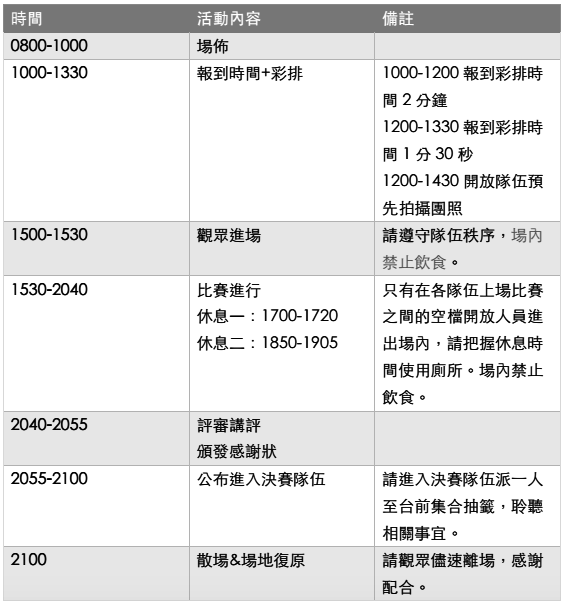 時間 活動內容 備註
0800-1000 場佈
1000-1330 報到時間+彩排 1000-1200 報到彩排時
間 2 分鐘
1200-1330 報到彩排時
間 1 分 30 秒
1200-1430 開放隊伍預
先拍攝團照
1500-1530 觀眾進場 請遵守隊伍秩序，場內
禁止飲食。
1530-2040 比賽進行 只有在各隊伍上場比賽
休息一：1700-1720 之間的空檔開放人員進
休息二：1850-1905 出場內，請把握休息時
間使用廁所。場內禁止
飲食。
2040-2055 評審講評
頒發感謝狀
2055-2100 公布進入決賽隊伍 請進入決賽隊伍派一人
至台前集合抽籤，聆聽
相關事宜。
2100 散場&場地復原 請觀眾儘速離場，感謝
配合。